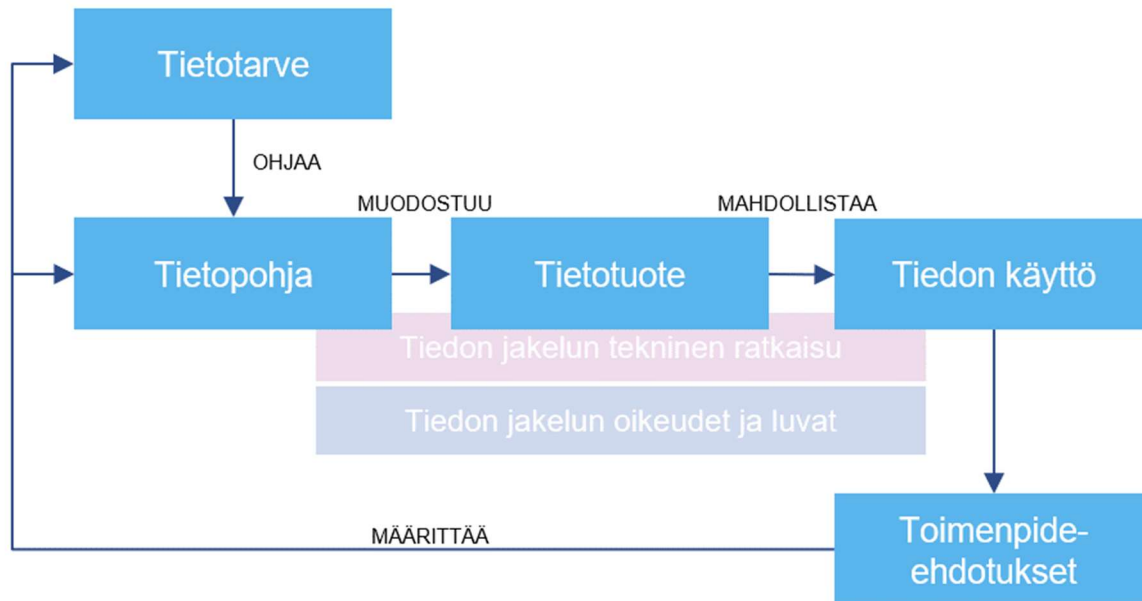 Tietotarve
OHJAA
MUODOSTUU
MAHDOLLISTAA
Tietopohja
Tietotuote
Tiedon käyttö
Tiedon jakelun tekninen ratkaisu
Tiedon jakelun oikeudet ja luvat
MÄÄRITTÄÄ
Toimenpide-
ehdotukset